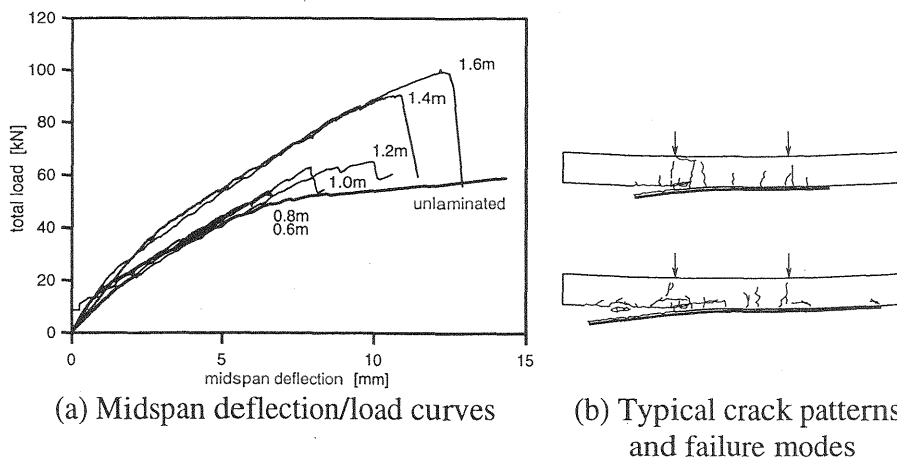 120
100
80
60
40
20
0
total load [kN]
1.6m
1.4m
1.2m
1.0m
0.8m
0.6m
unlaminated
0 5 10 15
midspan deflection [mm]
(a) Midspan deflection/load curves
(b) Typical crack patterns
and failure modes